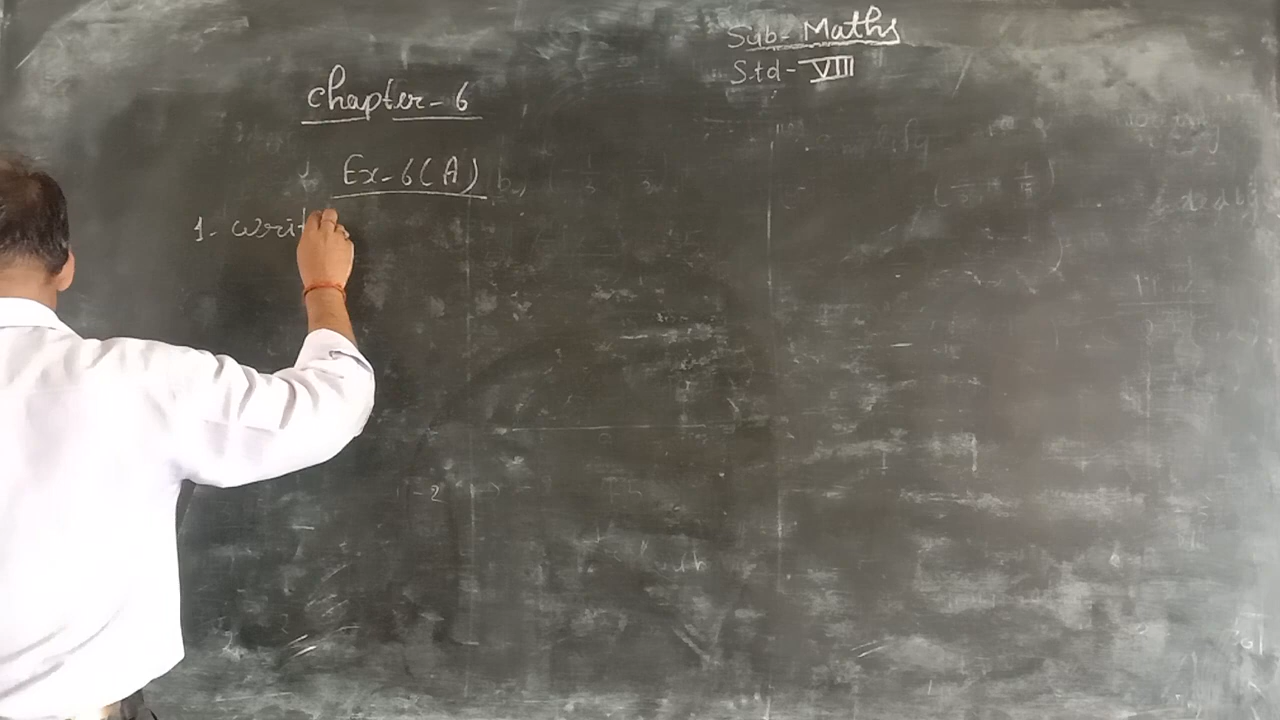 Sub- Maths
Std- VIII
Chapter - 6
Ex- 6(A)
1. Writ